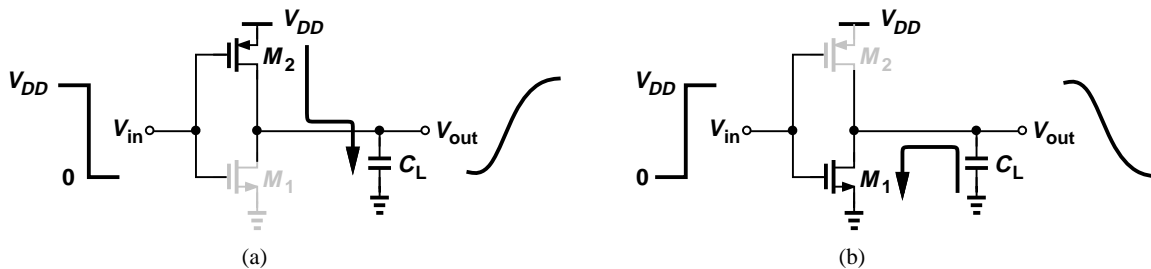 V_DD
M_2
V_DD
V_in
V_out
C_L
0
M_1
(a)
V_DD
M_2
V_DD
V_in
V_out
C_L
0
M_1
(b)